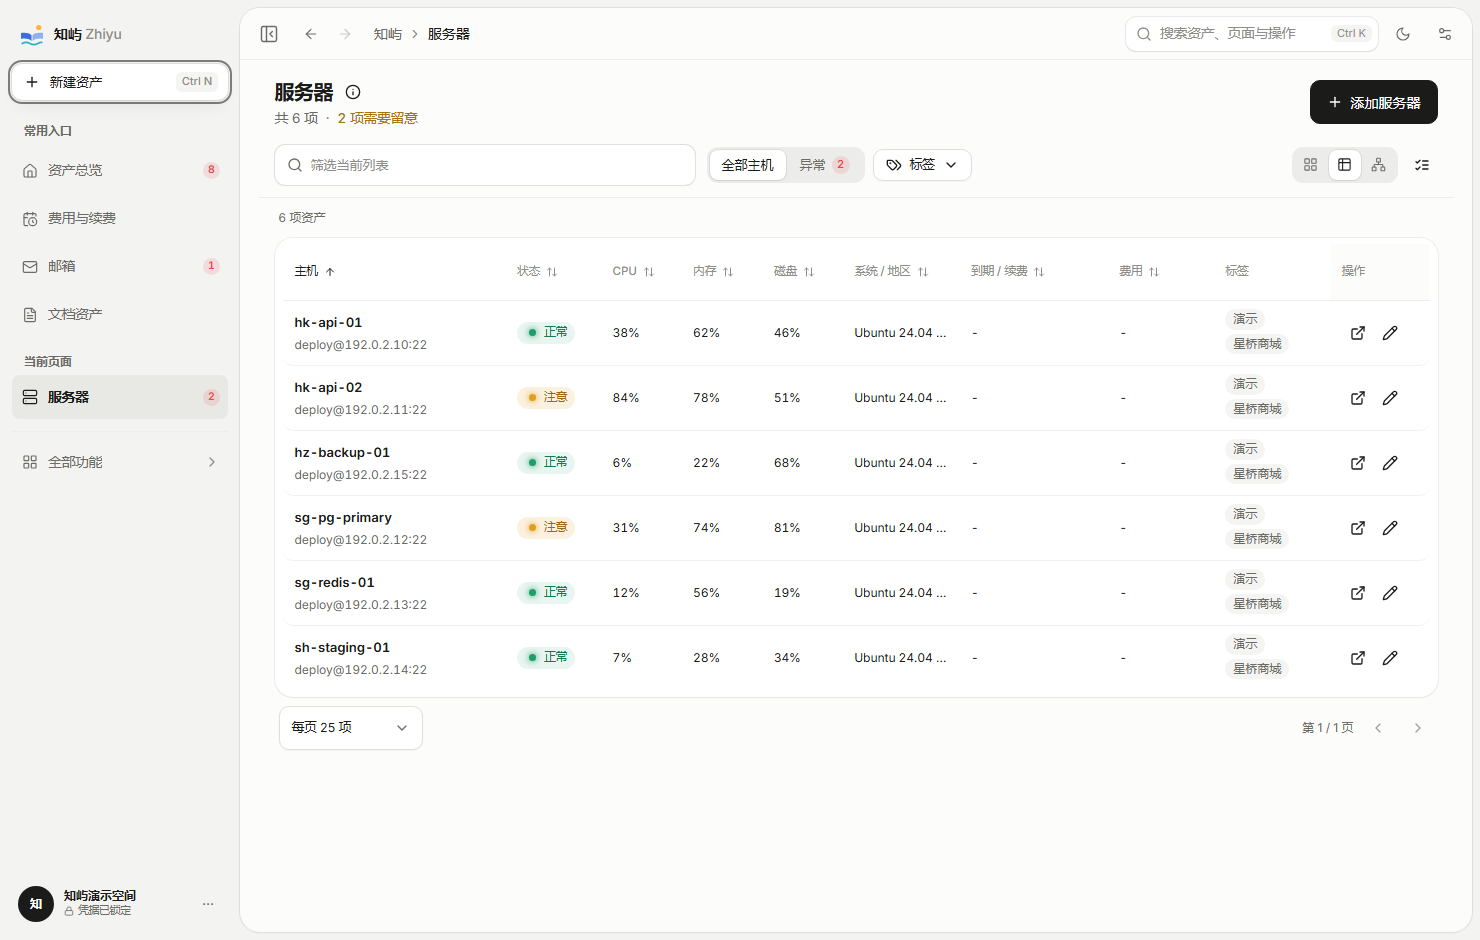 知屿 Zhiyu
新建资产 Ctrl N
常用入口
资产总览 8
费用与续费
邮箱 1
文档资产
当前页面
服务器 2
全部功能
知
知屿演示空间
凭据已锁定
知屿 服务器
搜索资产、页面与操作 Ctrl K
服务器
共 6 项 · 2 项需要留意
添加服务器
筛选当前列表
全部主机 异常 2 标签
6 项资产
主机 状态 CPU 内存 磁盘 系统 / 地区 到期 / 续费 费用 标签 操作
hk-api-01
deploy@192.0.2.10:22
正常 38% 62% 46% Ubuntu 24.04 ... - -
演示
星桥商城
hk-api-02
deploy@192.0.2.11:22
注意 84% 78% 51% Ubuntu 24.04 ... - -
演示
星桥商城
hz-backup-01
deploy@192.0.2.15:22
正常 6% 22% 68% Ubuntu 24.04 ... - -
演示
星桥商城
sg-pg-primary
deploy@192.0.2.12:22
注意 31% 74% 81% Ubuntu 24.04 ... - -
演示
星桥商城
sg-redis-01
deploy@192.0.2.13:22
正常 12% 56% 19% Ubuntu 24.04 ... - -
演示
星桥商城
sh-staging-01
deploy@192.0.2.14:22
正常 7% 28% 34% Ubuntu 24.04 ... - -
演示
星桥商城
每页 25 项
第 1 / 1 页